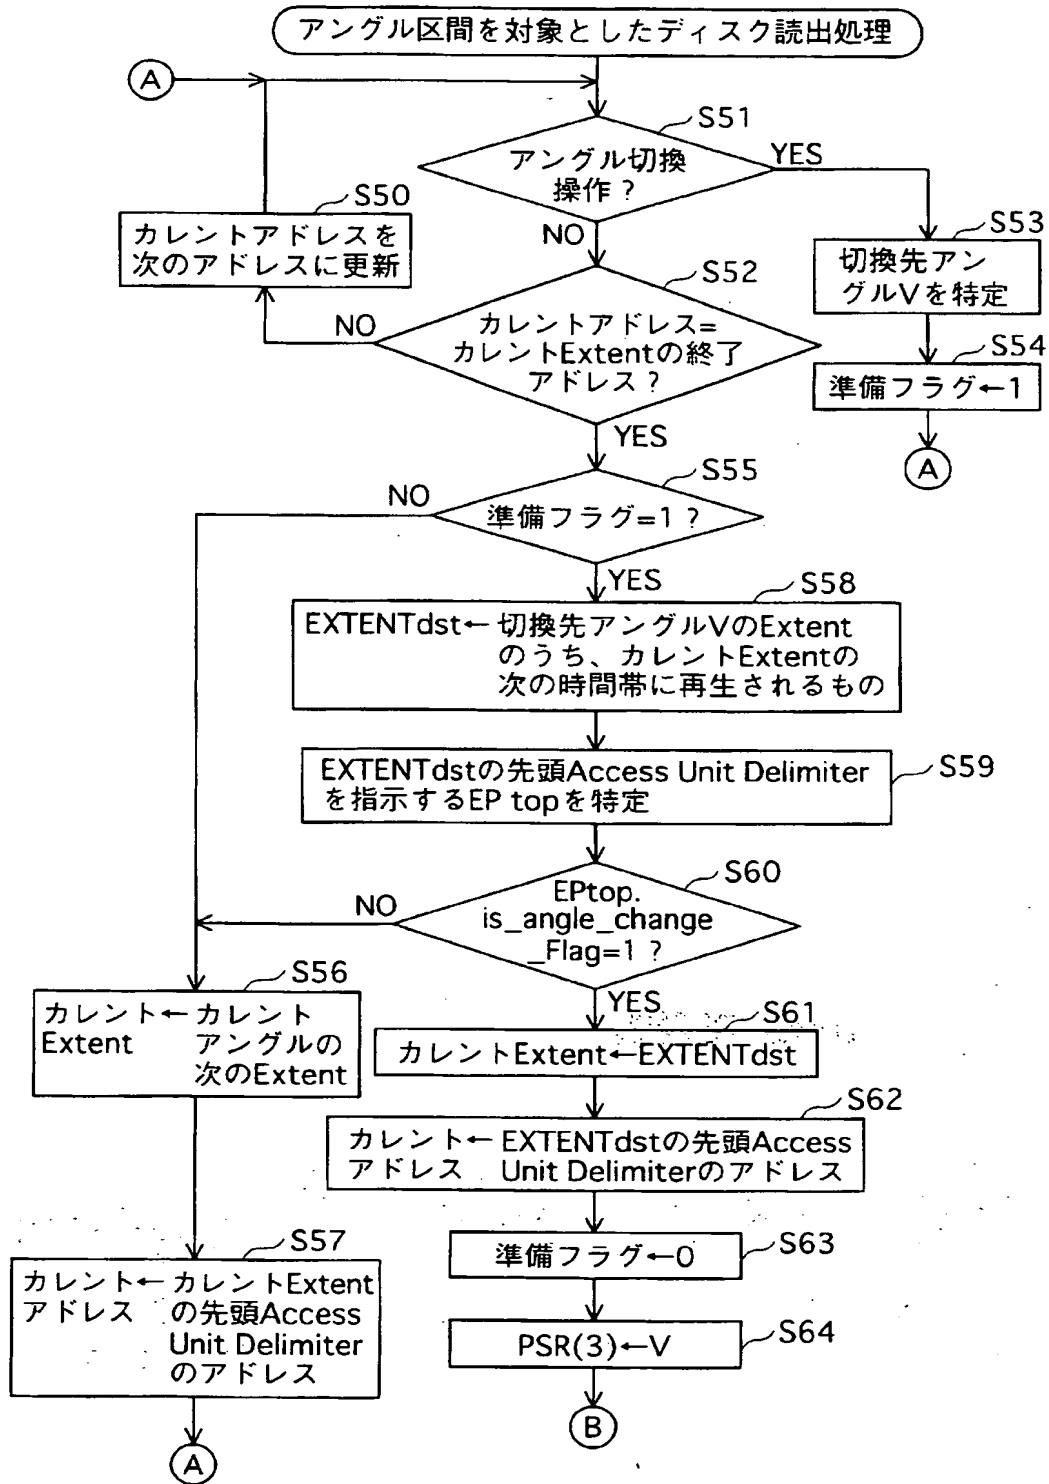 アングル区間を対象としたディスク読出処理
A
S51
アングル切換
操作?
YES
NO
S50
カレントアドレスを
次のアドレスに更新
S53
切換先アン
グルVを特定
S52
カレントアドレス=
カレントExtentの終了
アドレス?
NO
YES
S54
準備フラグ←1
A
S55
準備フラグ=1?
NO
YES
S58
EXTENTdst← 切換先アングルVのExtent
のうち、カレントExtentの
次の時間帯に再生されるもの
S59
EXTENTdstの先頭Access Unit Delimiter
を指示するEP topを特定
S60
EPtop.
is_angle_change
_Flag=1?
NO
YES
S56
カレント← カレント
Extent アングルの
次のExtent
S61
カレントExtent←EXTENTdst
S62
カレント← EXTENTdstの先頭Access
アドレス Unit Delimiterのアドレス
S57
カレント← カレントExtent
アドレス の先頭Access
Unit Delimiter
のアドレス
S63
準備フラグ←0
S64
PSR(3)←V
A
B